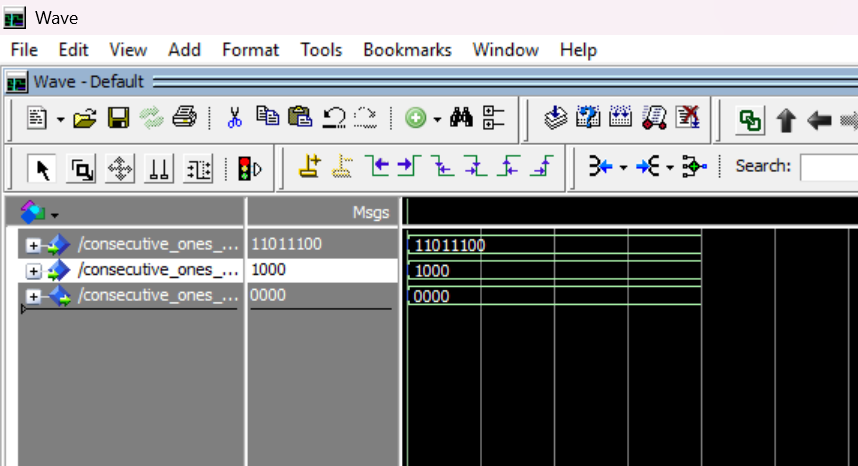 Wave
File Edit View Add Format Tools Bookmarks Window Help
Wave - Default
Search:
Msgs
/consecutive_ones_... 11011100 11011100
/consecutive_ones_... 1000 1000
/consecutive_ones_... 0000 0000